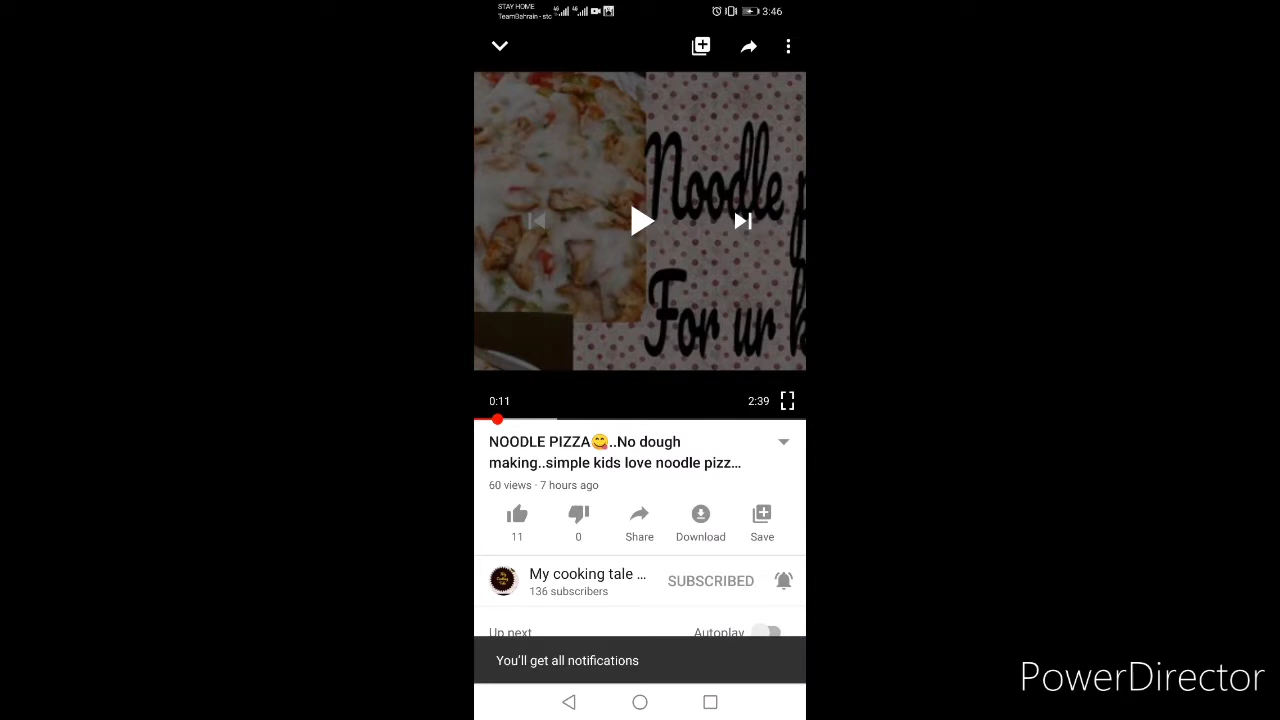 STAY HOME
TeamBahrain - stc
3:46
Noodle
For ur
0:11
2:39
NOODLE PIZZA😋..No dough
making..simple kids love noodle pizz...
60 views · 7 hours ago
11
0
Share
Download
Save
My cooking tale ...
SUBSCRIBED
136 subscribers
Up next
Autoplay
You'll get all notifications
PowerDirector